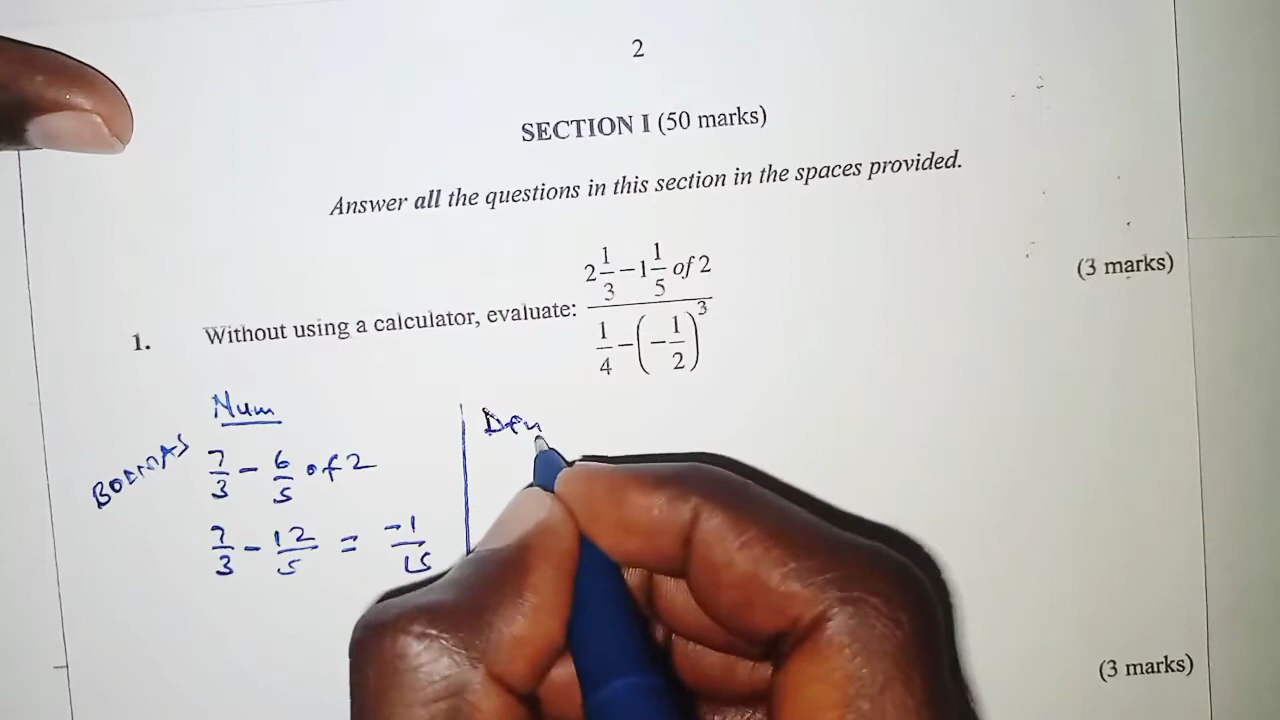 2
SECTION I (50 marks)
Answer all the questions in this section in the spaces provided.
1. Without using a calculator, evaluate: (2 1/3 − 1 1/5 of 2) / (1/4 − (−1/2)³) (3 marks)
Num
BODMAS
7/3 − 6/5 of 2
7/3 − 12/5 = −1/15
Den
(3 marks)